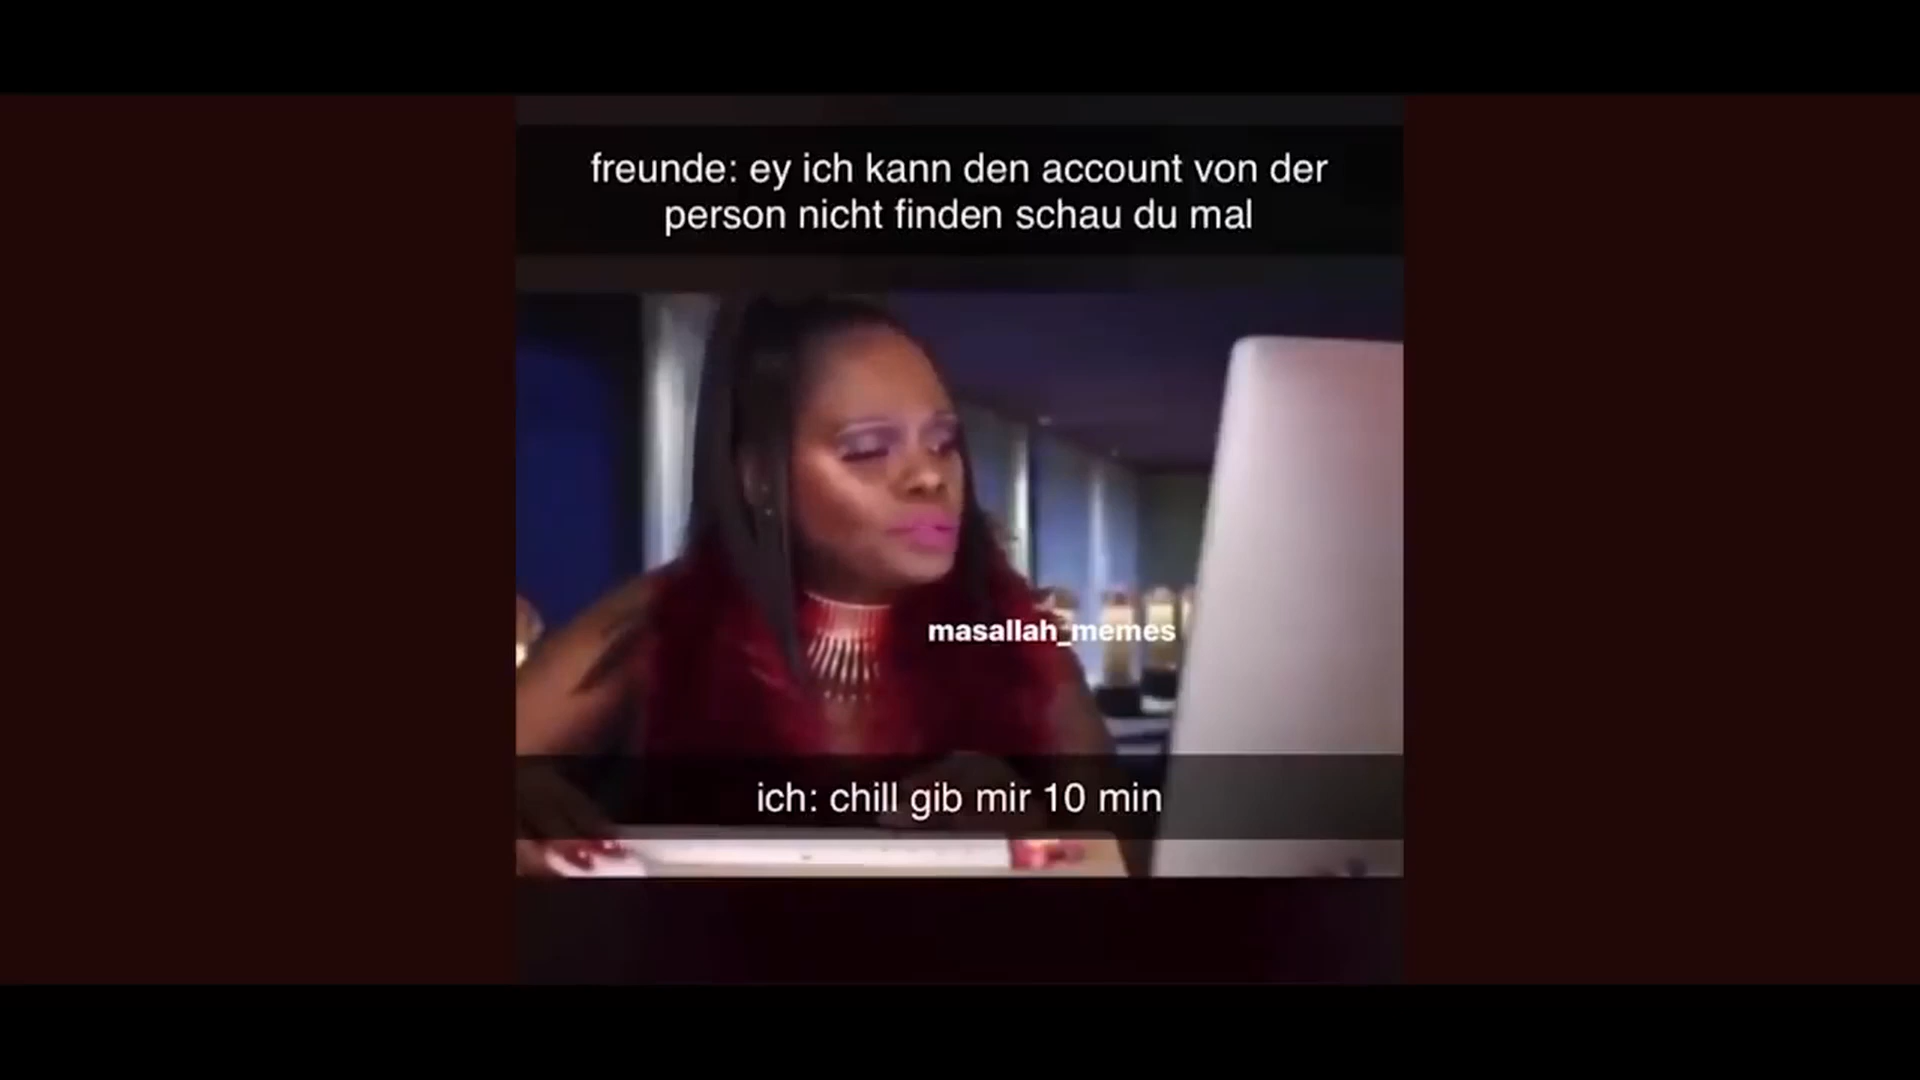 freunde: ey ich kann den account von der
person nicht finden schau du mal
masallah_memes
ich: chill gib mir 10 min